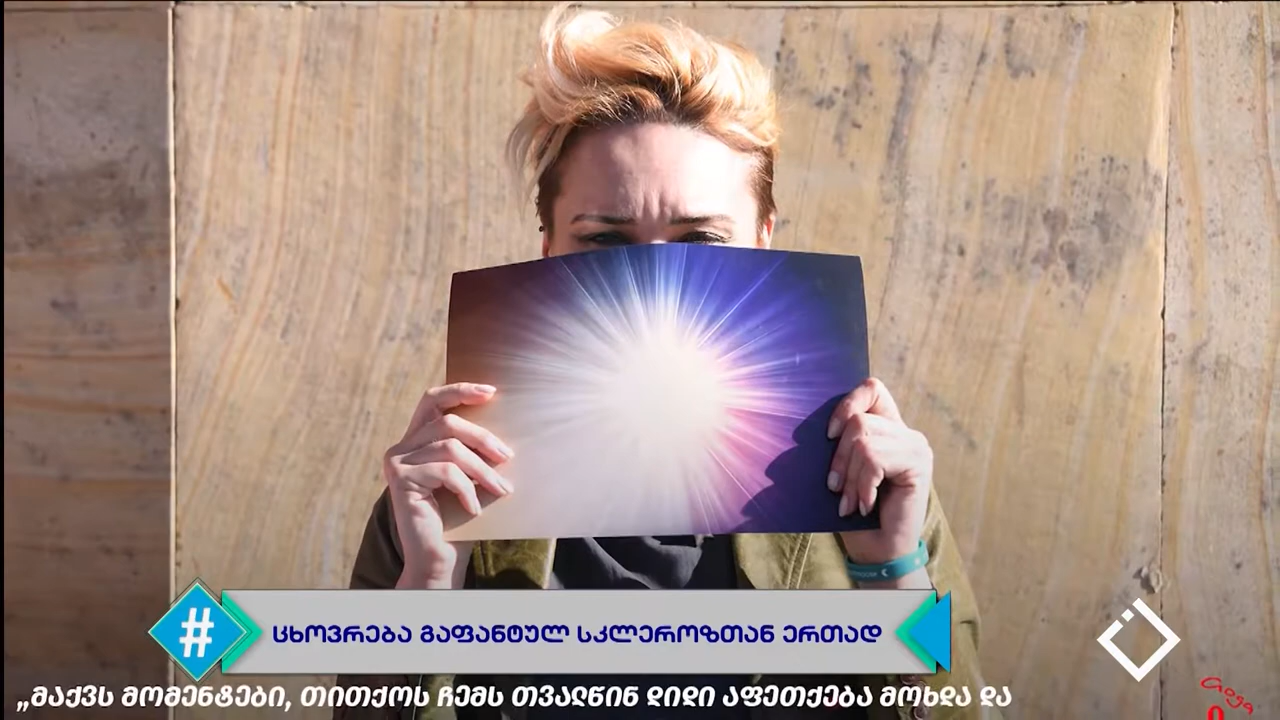 # ცხოვრება გაფანტულ სკლეროზთან ერთად
„მაქვს მომენტები, თითქოს ჩემს თვალწინ დიდი აფეთქება მოხდა და